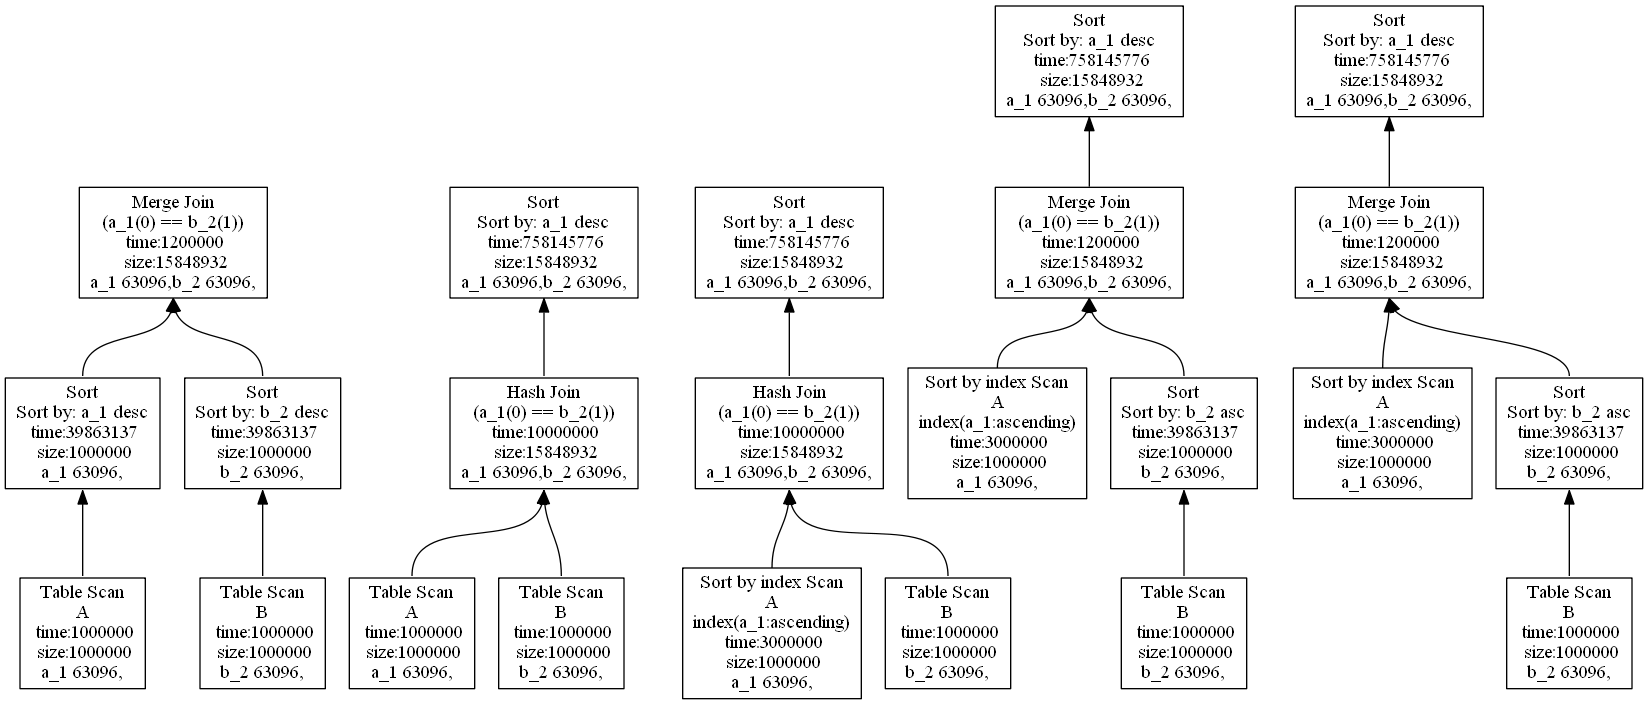 Sort
Sort by: a_1 desc
time:758145776
size:15848932
a_1 63096,b_2 63096,
Sort
Sort by: a_1 desc
time:758145776
size:15848932
a_1 63096,b_2 63096,
Merge Join
(a_1(0) == b_2(1))
time:1200000
size:15848932
a_1 63096,b_2 63096,
Sort
Sort by: a_1 desc
time:758145776
size:15848932
a_1 63096,b_2 63096,
Sort
Sort by: a_1 desc
time:758145776
size:15848932
a_1 63096,b_2 63096,
Merge Join
(a_1(0) == b_2(1))
time:1200000
size:15848932
a_1 63096,b_2 63096,
Merge Join
(a_1(0) == b_2(1))
time:1200000
size:15848932
a_1 63096,b_2 63096,
Sort
Sort by: a_1 desc
time:39863137
size:1000000
a_1 63096,
Sort
Sort by: b_2 desc
time:39863137
size:1000000
b_2 63096,
Hash Join
(a_1(0) == b_2(1))
time:10000000
size:15848932
a_1 63096,b_2 63096,
Hash Join
(a_1(0) == b_2(1))
time:10000000
size:15848932
a_1 63096,b_2 63096,
Sort by index Scan
A
index(a_1:ascending)
time:3000000
size:1000000
a_1 63096,
Sort
Sort by: b_2 asc
time:39863137
size:1000000
b_2 63096,
Sort by index Scan
A
index(a_1:ascending)
time:3000000
size:1000000
a_1 63096,
Sort
Sort by: b_2 asc
time:39863137
size:1000000
b_2 63096,
Table Scan
A
time:1000000
size:1000000
a_1 63096,
Table Scan
B
time:1000000
size:1000000
b_2 63096,
Table Scan
A
time:1000000
size:1000000
a_1 63096,
Table Scan
B
time:1000000
size:1000000
b_2 63096,
Sort by index Scan
A
index(a_1:ascending)
time:3000000
size:1000000
a_1 63096,
Table Scan
B
time:1000000
size:1000000
b_2 63096,
Table Scan
B
time:1000000
size:1000000
b_2 63096,
Table Scan
B
time:1000000
size:1000000
b_2 63096,